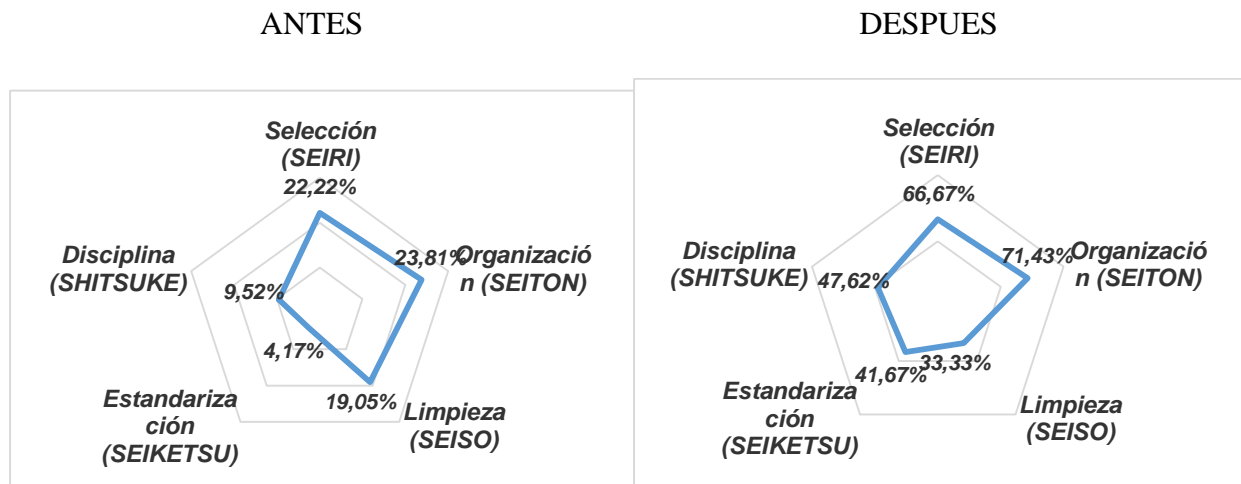 ANTES
Selección
(SEIRI)
22,22%
23,81%
Organizació
n (SEITON)
19,05%
Limpieza
(SEISO)
4,17%
Estandariza
ción
(SEIKETSU)
9,52%
Disciplina
(SHITSUKE)
DESPUES
Selección
(SEIRI)
66,67%
71,43%
Organizació
n (SEITON)
33,33%
Limpieza
(SEISO)
41,67%
Estandariza
ción
(SEIKETSU)
47,62%
Disciplina
(SHITSUKE)